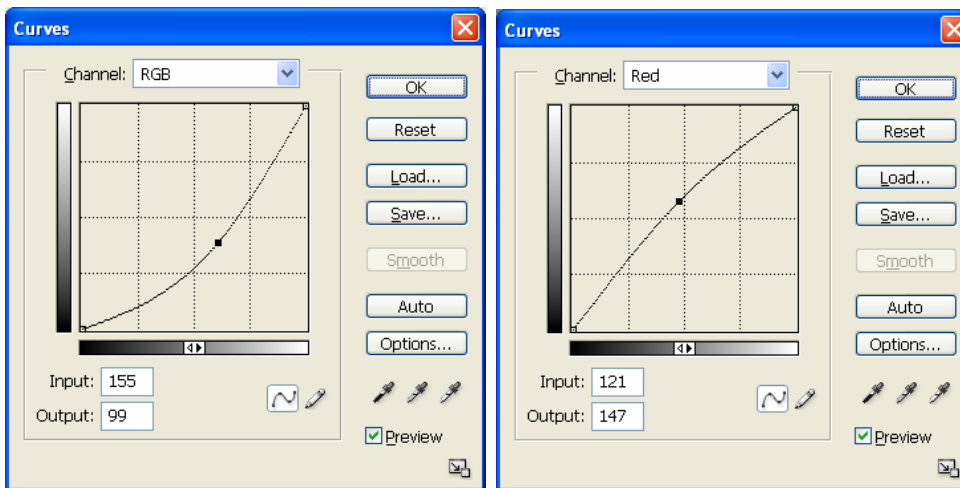 Curves
Channel: RGB
OK
Reset
Load...
Save...
Smooth
Auto
Options...
Input: 155
Output: 99
Preview
Curves
Channel: Red
OK
Reset
Load...
Save...
Smooth
Auto
Options...
Input: 121
Output: 147
Preview